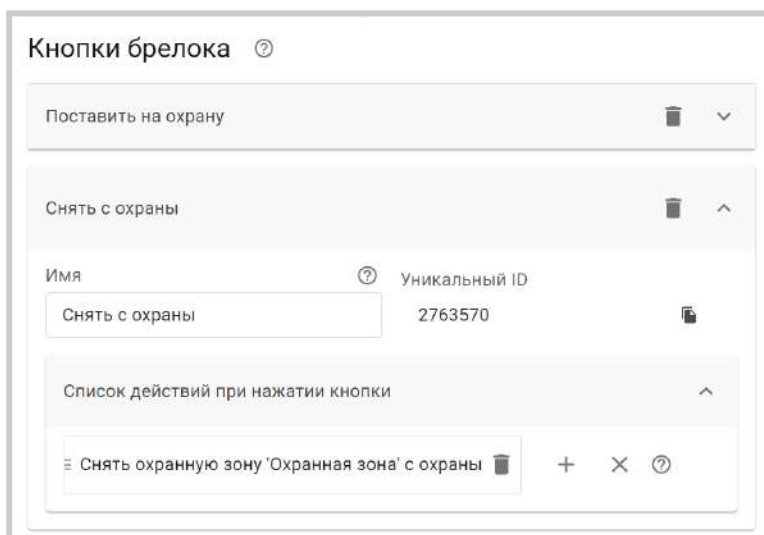 Кнопки брелока
Поставить на охрану
Снять с охраны
Имя
Уникальный ID
Снять с охраны
2763570
Список действий при нажатии кнопки
Снять охранную зону 'Охранная зона' с охраны